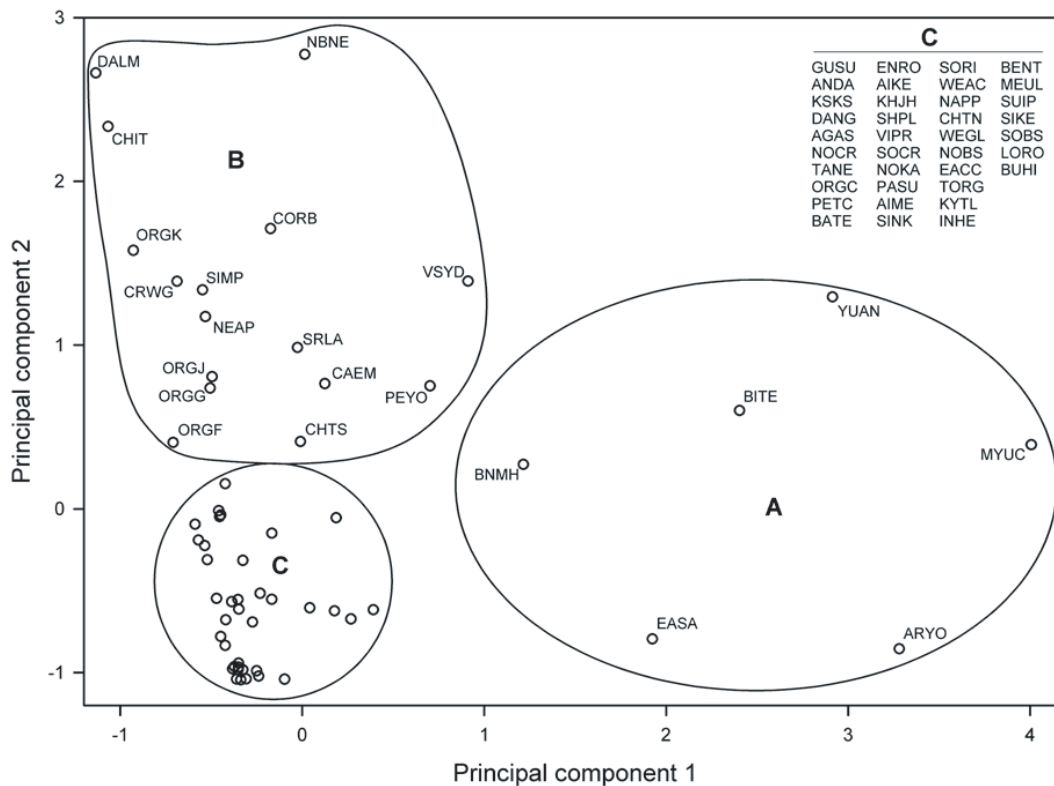 3
2
1
0
-1
-1
0
1
2
3
4
Principal component 2
Principal component 1
DALM
NBNE
CHIT
B
CORB
ORGK
CRWG
SIMP
VSYD
NEAP
SRLA
ORGJ
CAEM
ORGG
PEYO
ORGF
CHTS
C
YUAN
BITE
MYUC
BNMH
A
EASA
ARYO
C
GUSU ENRO SORI BENT
ANDA AIKE WEAC MEUL
KSKS KHJH NAPP SUIP
DANG SHPL CHTN SIKE
AGAS VIPR WEGL SOBS
NOCR SOCR NOBS LORO
TANE NOKA EACC BUHI
ORGC PASU TORG
PETC AIME KYTL
BATE SINK INHE